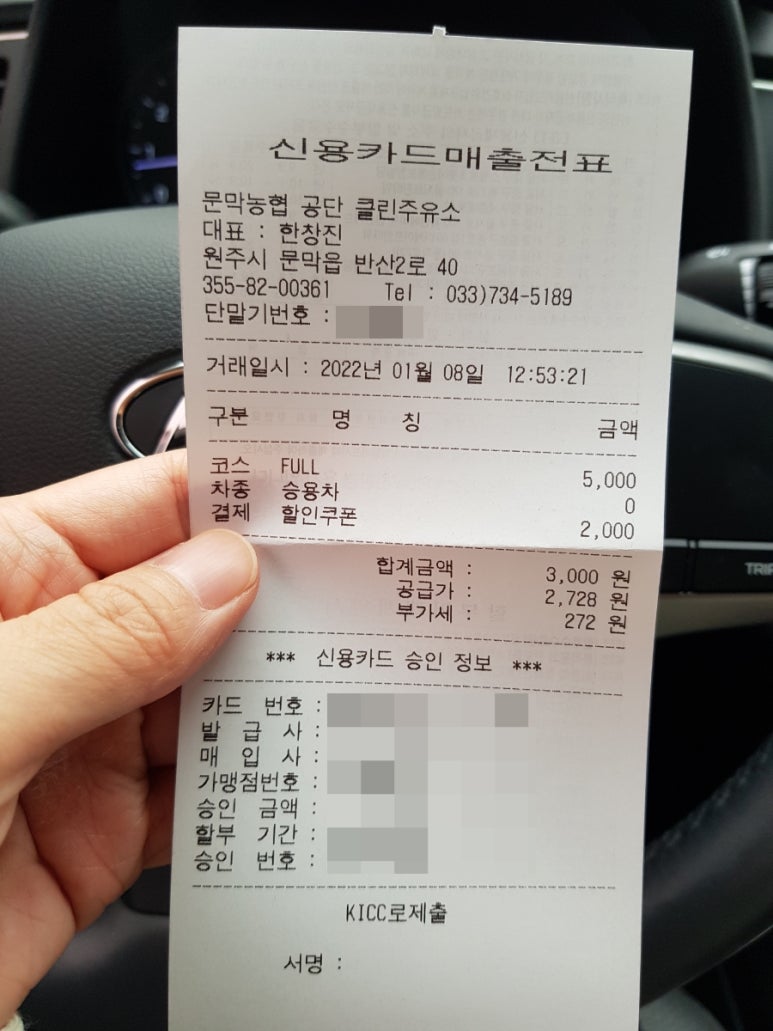 신용카드매출전표
문막농협 공단 클린주유소
대표 : 한창진
원주시 문막읍 반산2로 40
355-82-00361 Tel : 033)734-5189
단말기번호 :
거래일시 : 2022년 01월 08일 12:53:21
구분 명 칭 금액
코스 FULL 5,000
차종 승용차 0
결제 할인쿠폰 2,000
합계금액 : 3,000 원
공급가 : 2,728 원
부가세 : 272 원
*** 신용카드 승인 정보 ***
카드 번호 :
발 급 사 :
매 입 사 :
가맹점번호 :
승인 금액 :
할부 기간 :
승인 번호 :
KICC로제출
서명 :
TRIP